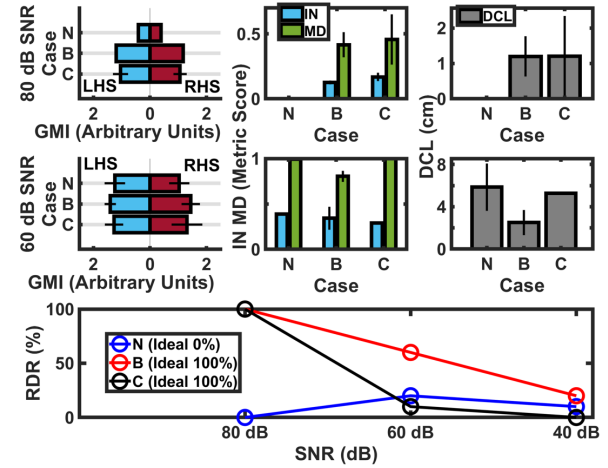 80 dB SNR
Case
N
B
C
LHS
RHS
2
0
2
GMI (Arbitrary Units)
0.5
0
IN
MD
N
B
C
Case
6
4
2
0
DCL
N
B
C
Case
60 dB SNR
Case
LHS
RHS
N
B
C
2
0
2
GMI (Arbitrary Units)
IN MD (Metric Score)
1
0
N
B
C
Case
DCL (cm)
8
4
0
N
B
C
Case
RDR (%)
100
50
0
N (Ideal 0%)
B (Ideal 100%)
C (Ideal 100%)
80 dB
60 dB
40 dB
SNR (dB)